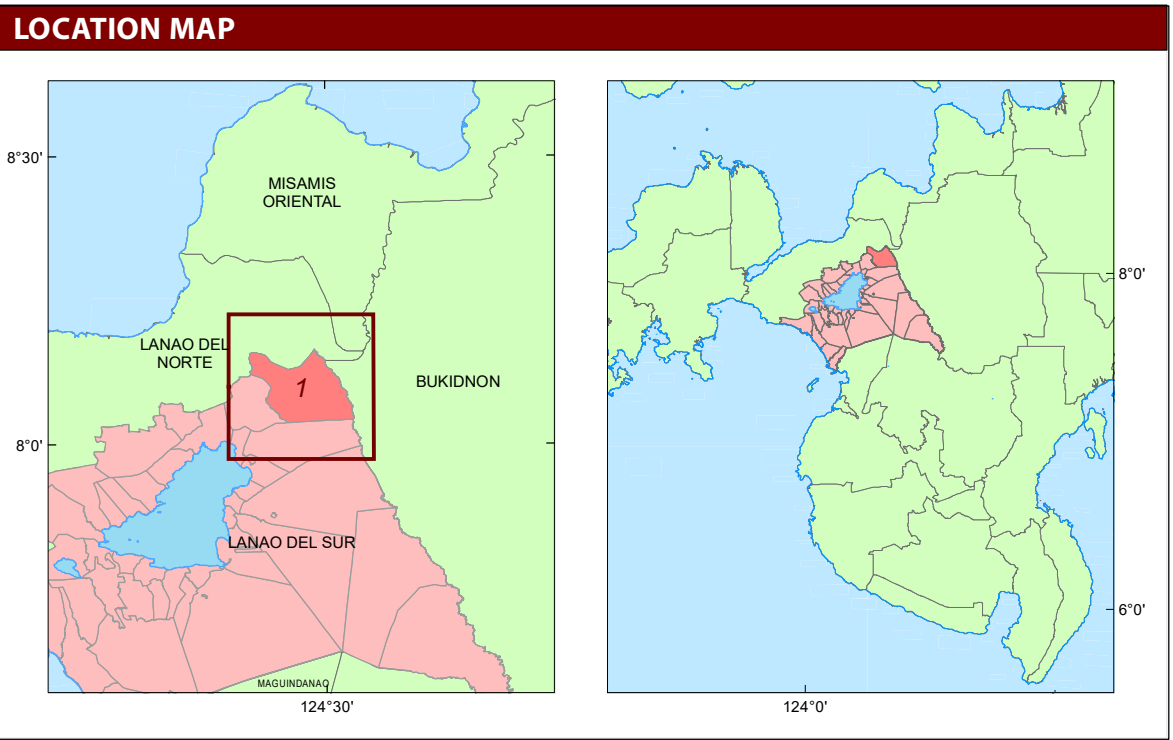 LOCATION MAP
8°30'
MISAMIS
ORIENTAL
LANAO DEL
NORTE
1
BUKIDNON
8°0'
LANAO DEL SUR
MAGUINDANAO
124°30'
8°0'
6°0'
124°0'